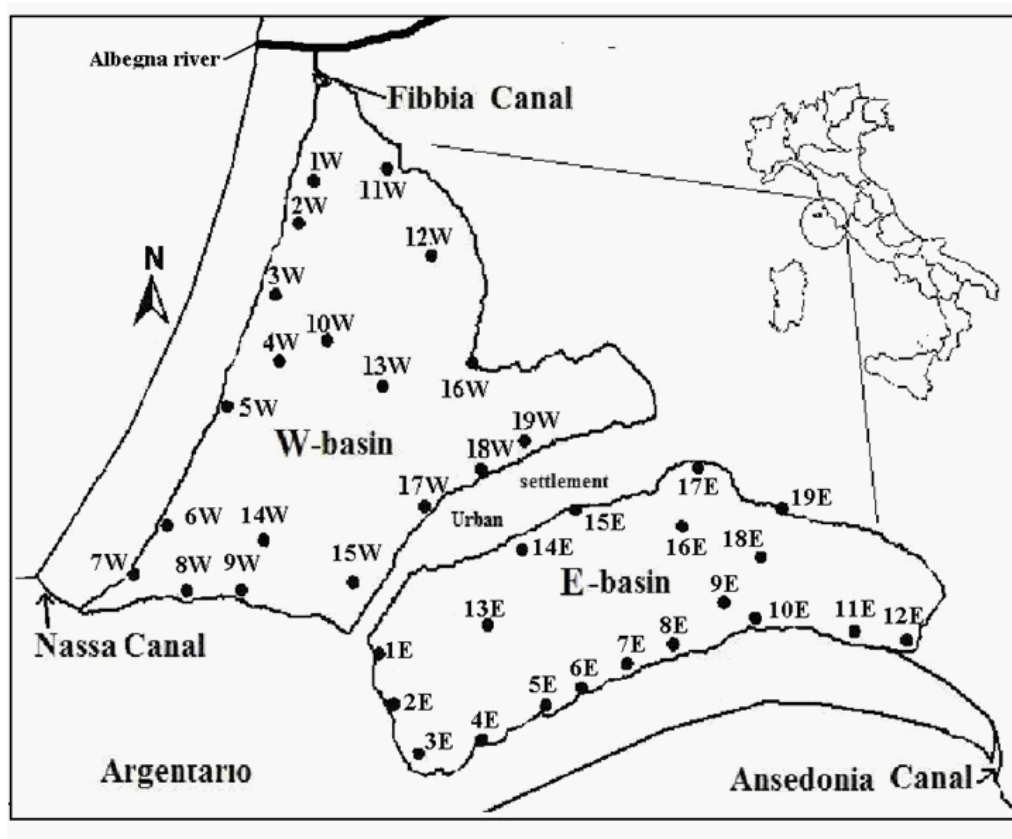 Albegna river
Fibbia Canal
1W
11W
2W
12W
N
3W
10W
4W
13W
16W
5W
19W
W-basin
18W
settlement
17W
17E
Urban
15E
19E
6W
14W
16E
14E
18E
7W
8W
9W
15W
E-basin
9E
10E
13E
11E
12E
8E
Nassa Canal
1E
7E
6E
5E
2E
4E
3E
Argentario
Ansedonia Canal